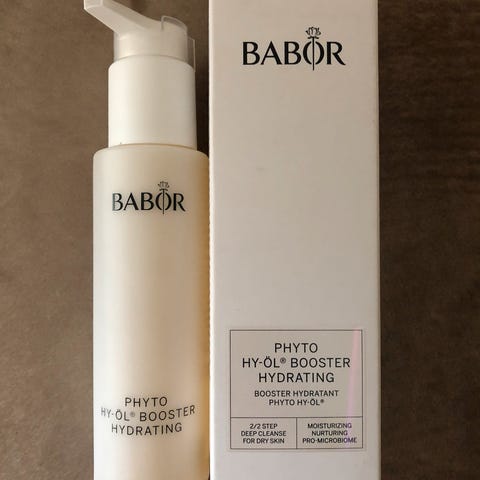 BABOR
PHYTO
HY-ÖL® BOOSTER
HYDRATING
BABOR
PHYTO
HY-ÖL® BOOSTER
HYDRATING
BOOSTER HYDRATANT
PHYTO HY-ÖL®
2/2 STEP
DEEP CLEANSE
FOR DRY SKIN
MOISTURIZING
NURTURING
PRO-MICROBIOME